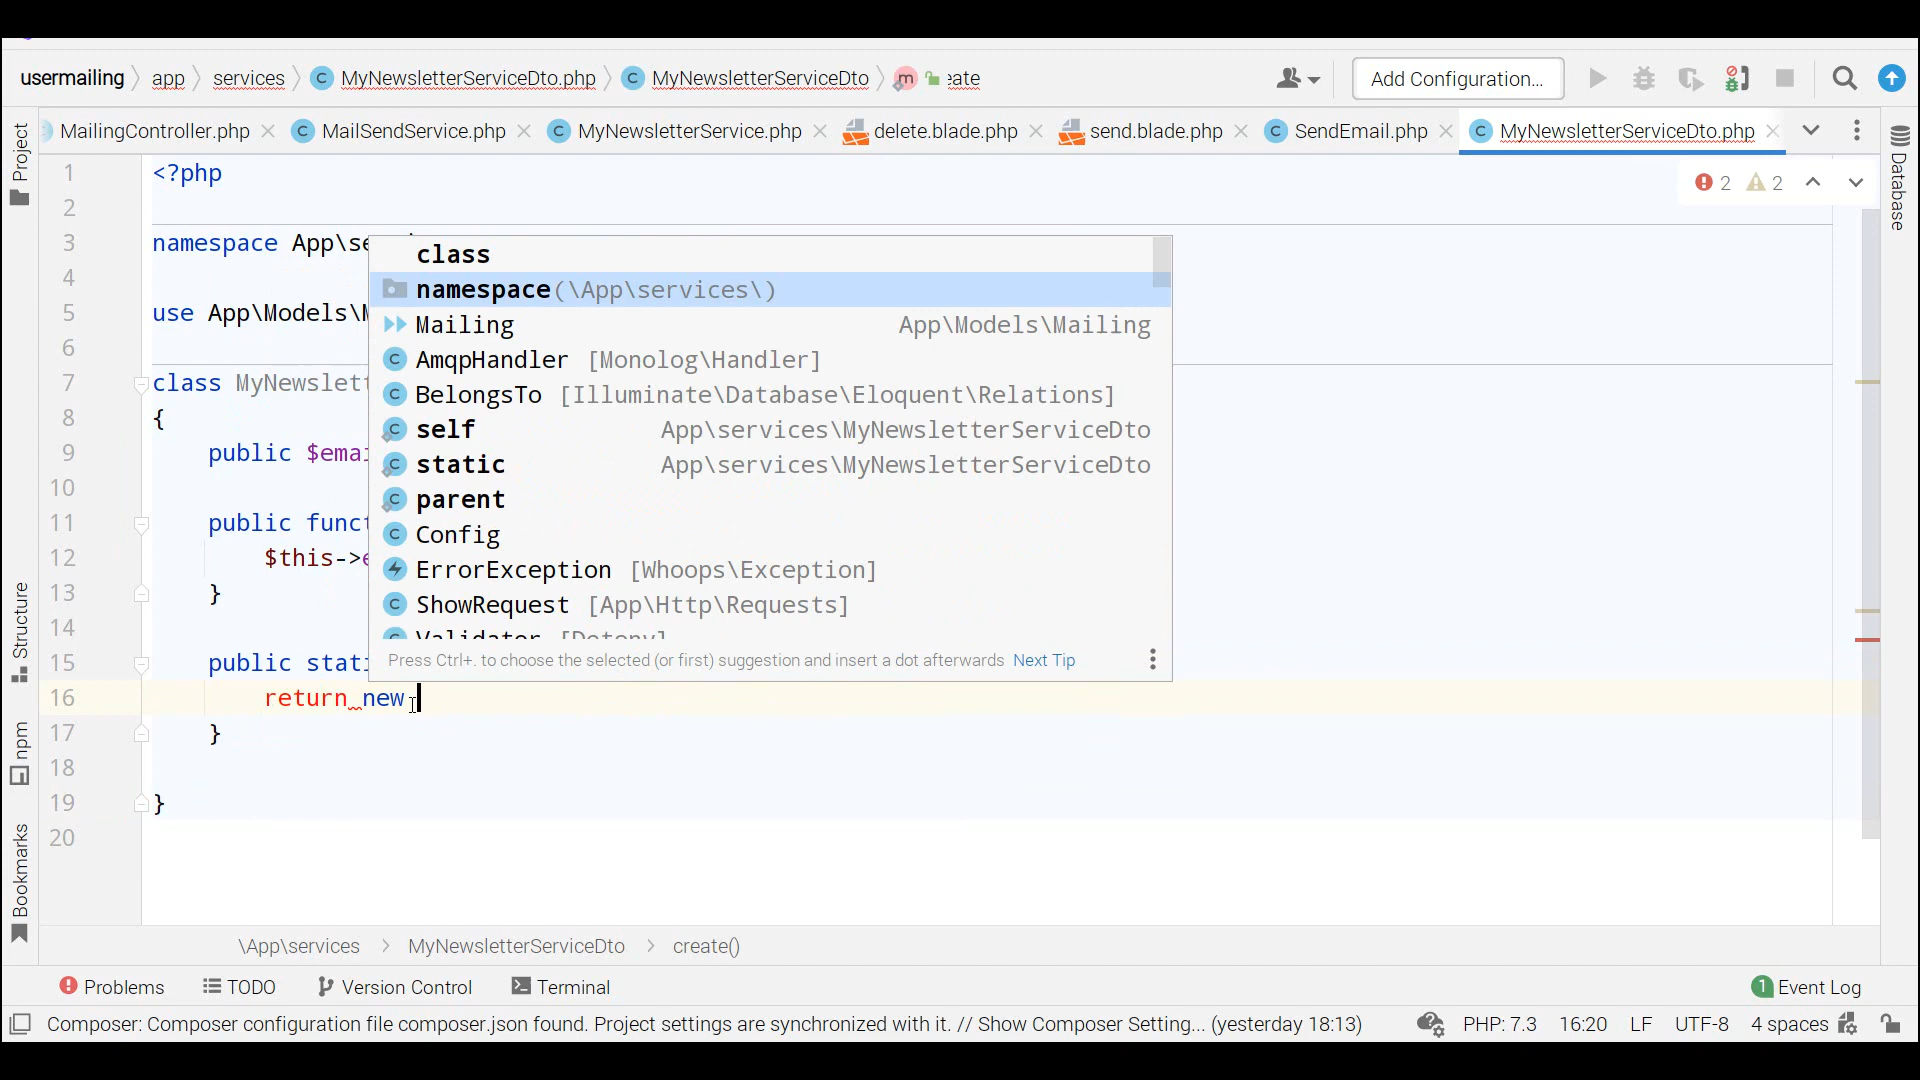 usermailing app services MyNewsletterServiceDto.php MyNewsletterServiceDto m eate Add Configuration...
MailingController.php MailSendService.php MyNewsletterService.php delete.blade.php send.blade.php SendEmail.php MyNewsletterServiceDto.php
1 <?php
2 2 2
3 namespace App\se
4
5 use App\Models\M
6
7 class MyNewslet
8 {
9 public $emai
10
11 public funct
12 $this->e
13 }
14
15 public stati
16 return new
17 }
18
19 }
20
class
namespace(\App\services\)
Mailing App\Models\Mailing
AmqpHandler [Monolog\Handler]
BelongsTo [Illuminate\Database\Eloquent\Relations]
self App\services\MyNewsletterServiceDto
static App\services\MyNewsletterServiceDto
parent
Config
ErrorException [Whoops\Exception]
ShowRequest [App\Http\Requests]
Press Ctrl+. to choose the selected (or first) suggestion and insert a dot afterwards Next Tip
Project
Structure
npm
Bookmarks
Database
\App\services MyNewsletterServiceDto create()
Problems TODO Version Control Terminal 1 Event Log
Composer: Composer configuration file composer.json found. Project settings are synchronized with it. // Show Composer Setting... (yesterday 18:13) PHP: 7.3 16:20 LF UTF-8 4 spaces